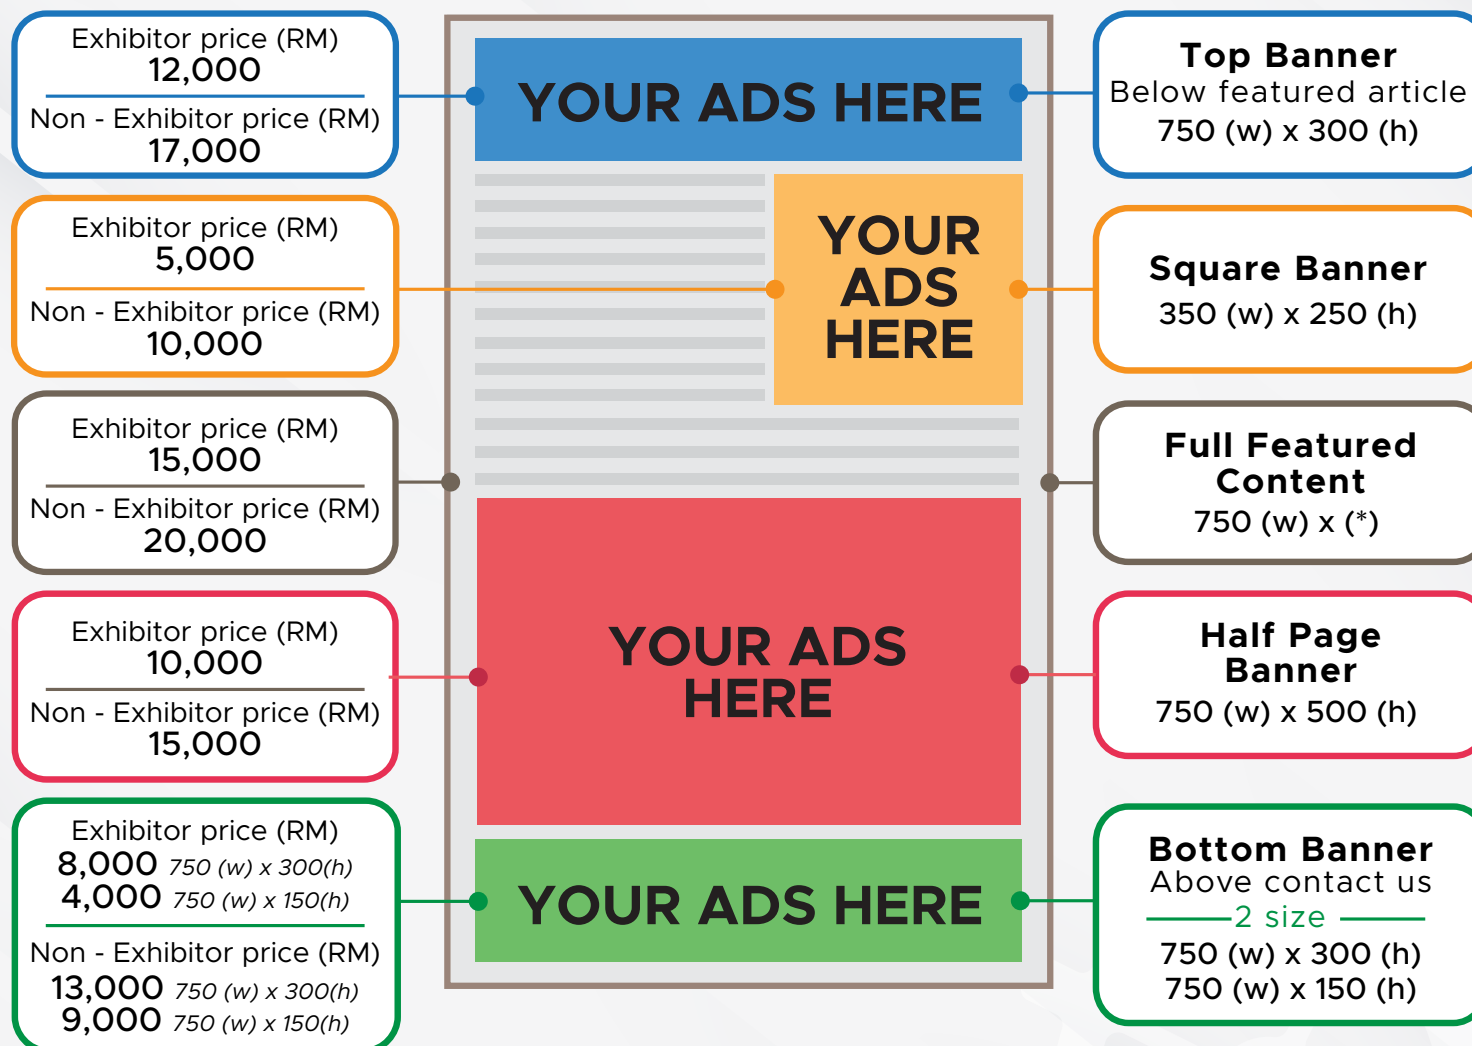 Exhibitor price (RM)
12,000
Non - Exhibitor price (RM)
17,000
YOUR ADS HERE
Top Banner
Below featured article
750 (w) x 300 (h)
Exhibitor price (RM)
5,000
Non - Exhibitor price (RM)
10,000
YOUR
ADS
HERE
Square Banner
350 (w) x 250 (h)
Exhibitor price (RM)
15,000
Non - Exhibitor price (RM)
20,000
Full Featured
Content
750 (w) x (*)
Exhibitor price (RM)
10,000
Non - Exhibitor price (RM)
15,000
YOUR ADS
HERE
Half Page
Banner
750 (w) x 500 (h)
Exhibitor price (RM)
8,000 750 (w) x 300(h)
4,000 750 (w) x 150(h)
Non - Exhibitor price (RM)
13,000 750 (w) x 300(h)
9,000 750 (w) x 150(h)
YOUR ADS HERE
Bottom Banner
Above contact us
2 size
750 (w) x 300 (h)
750 (w) x 150 (h)